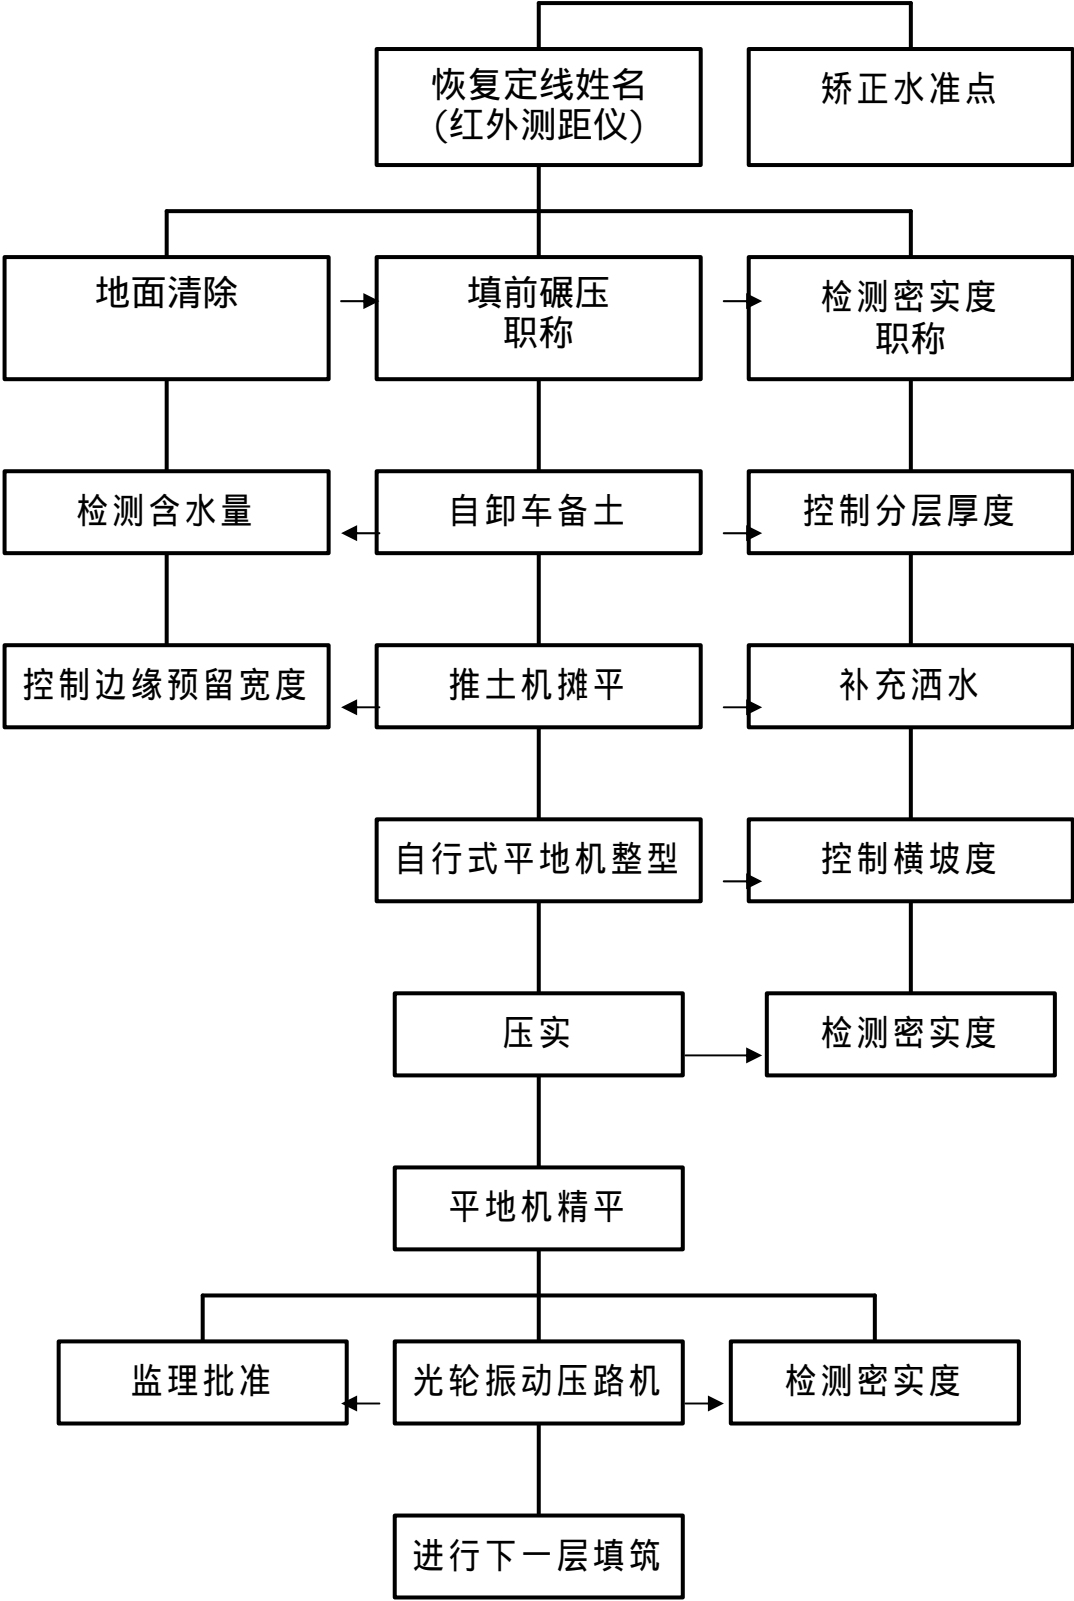 恢复定线姓名
(红外测距仪)
矫正水准点
地面清除
填前碾压
职称
检测密实度
职称
检测含水量
自卸车备土
控制分层厚度
控制边缘预留宽度
推土机摊平
补充洒水
自行式平地机整型
控制横坡度
压实
检测密实度
平地机精平
监理批准
光轮振动压路机
检测密实度
进行下一层填筑